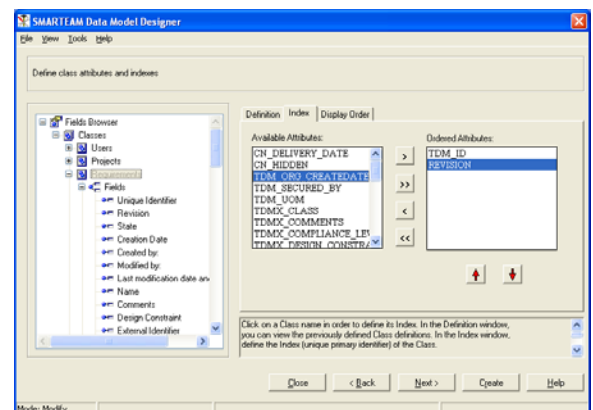 SMARTEAM Data Model Designer
File View Tools Help
Define class attributes and indexes
Fields Browser
Classes
Users
Projects
Requirements
Fields
Unique Identifier
Revision
State
Creation Date
Created by:
Modified by:
Last modification date an
Name
Comments
Design Constraint
External Identifier
Definition Index Display Order
Available Attributes:
CN_DELIVERY_DATE
CN_HIDDEN
TDM_ORG_CREATEDATE
TDM_SECURED_BY
TDM_UOM
TDMX_CLASS
TDMX_COMMENTS
TDMX_COMPLIANCE_LEV
TDMX_DESIGN_CONSTRA
>
>>
<
<<
Ordered Attributes:
TDM_ID
REVISION
Click on a Class name in order to define its Index. In the Definition window,
you can view the previously defined Class definitions. In the Index window,
define the Index (unique primary identifier) of the Class.
Close < Back Next > Create Help
Mode: Modify